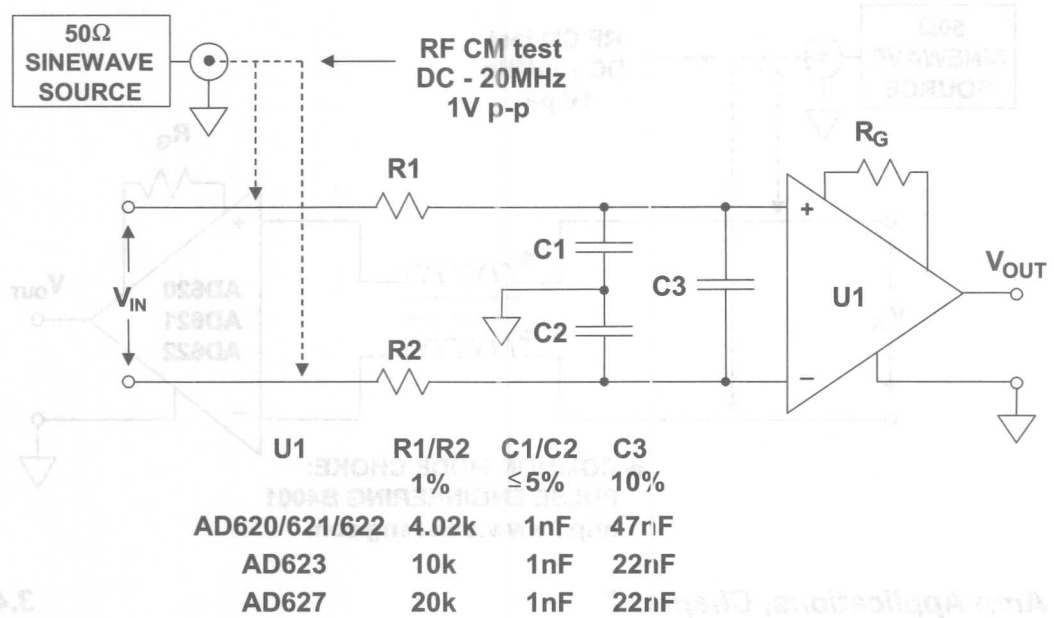 50Ω
SINEWAVE
SOURCE
RF CM test
DC - 20MHz
1V p-p
R1
RG
+
C1
C3
VIN
U1
VOUT
C2
R2
−
U1 R1/R2 C1/C2 C3
1% ≤5% 10%
AD620/621/622 4.02k 1nF 47nF
AD623 10k 1nF 22nF
AD627 20k 1nF 22nF